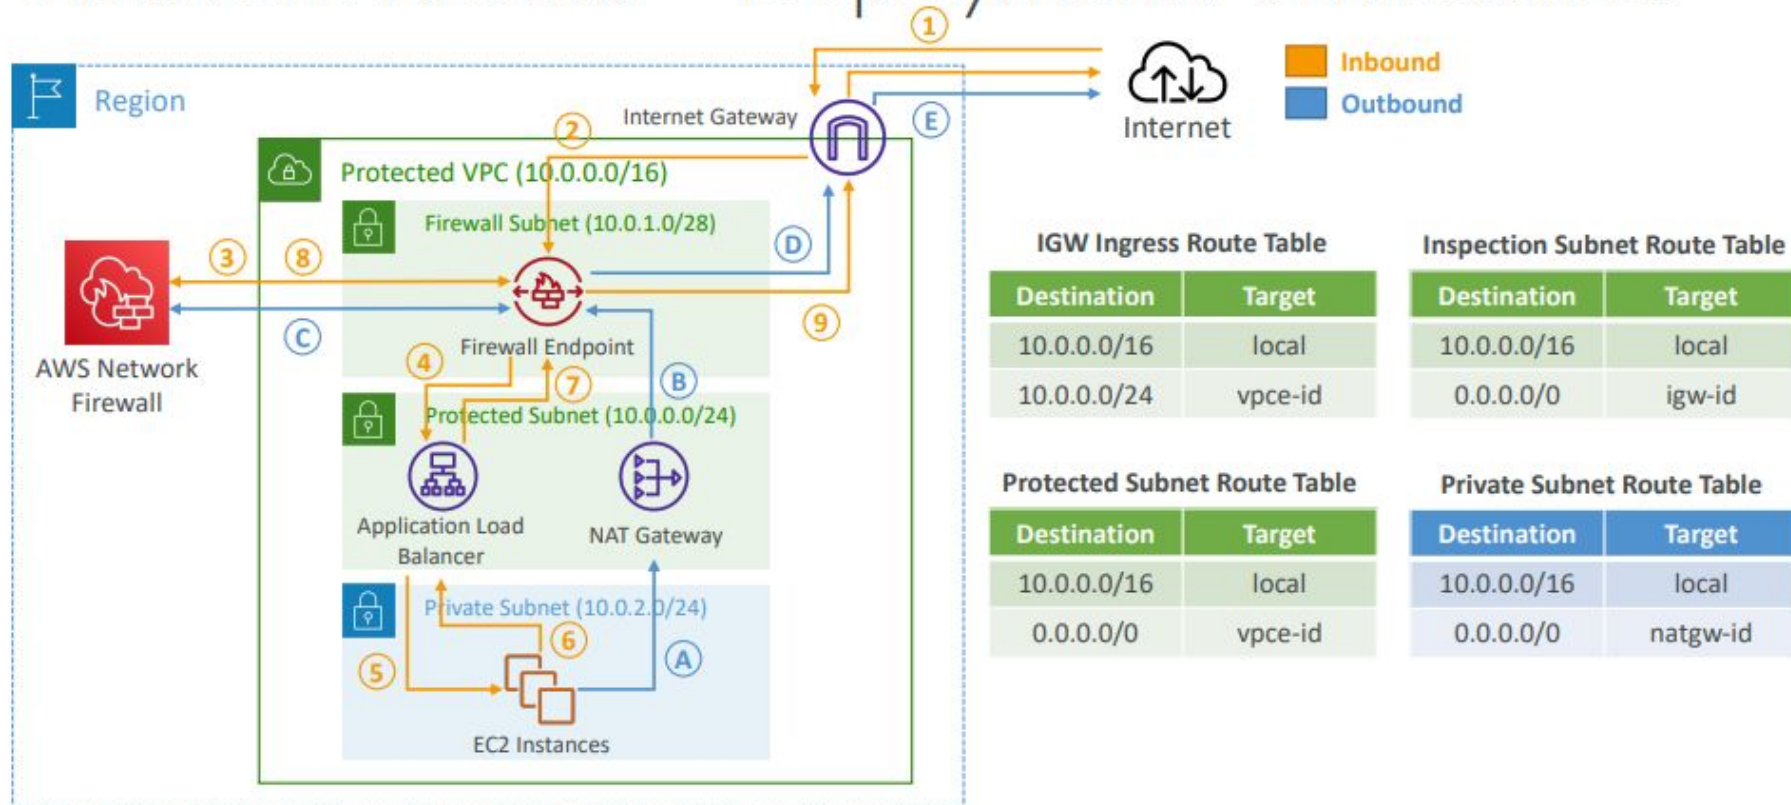 1
Inbound
Outbound
Internet
Region
Internet Gateway
E
2
Protected VPC (10.0.0.0/16)
Firewall Subnet (10.0.1.0/28)
D
3
8
C
9
AWS Network
Firewall
Firewall Endpoint
4
7
B
Protected Subnet (10.0.0.0/24)
Application Load
Balancer
NAT Gateway
Private Subnet (10.0.2.0/24)
6
5
A
EC2 Instances
IGW Ingress Route Table
Destination Target
10.0.0.0/16 local
10.0.0.0/24 vpce-id
Inspection Subnet Route Table
Destination Target
10.0.0.0/16 local
0.0.0.0/0 igw-id
Protected Subnet Route Table
Destination Target
10.0.0.0/16 local
0.0.0.0/0 vpce-id
Private Subnet Route Table
Destination Target
10.0.0.0/16 local
0.0.0.0/0 natgw-id